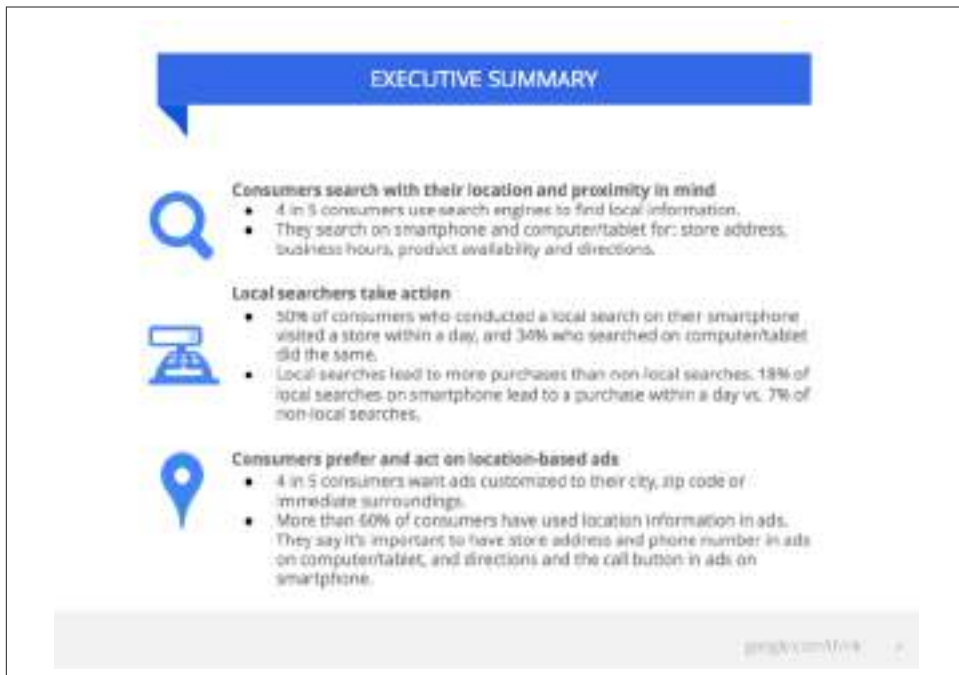 EXECUTIVE SUMMARY
Consumers search with their location and proximity in mind
● 4 in 5 consumers use search engines to find local information.
● They search on smartphone and computer/tablet for: store address,
business hours, product availability and directions.
Local searchers take action
● 50% of consumers who conducted a local search on their smartphone
visited a store within a day, and 34% who searched on computer/tablet
did the same.
● Local searches lead to more purchases than non-local searches. 18% of
local searches on smartphone lead to a purchase within a day vs. 7% of
non-local searches.
Consumers prefer and act on location-based ads
● 4 in 5 consumers want ads customized to their city, zip code or
immediate surroundings.
● More than 60% of consumers have used location information in ads.
They say it's important to have store address and phone number in ads
on computer/tablet, and directions and the call button in ads on
smartphone.
google.com/think